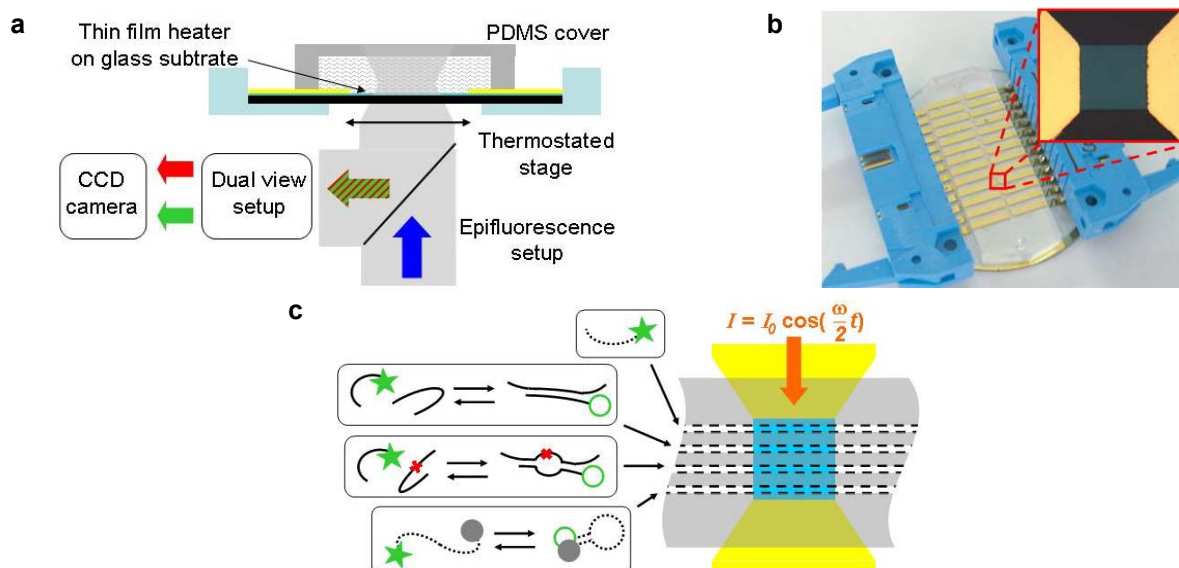 a
Thin film heater
on glass subtrate
PDMS cover
Thermostated
stage
CCD
camera
Dual view
setup
Epifluorescence
setup
b
c
I = I₀ cos(ω/2 t)